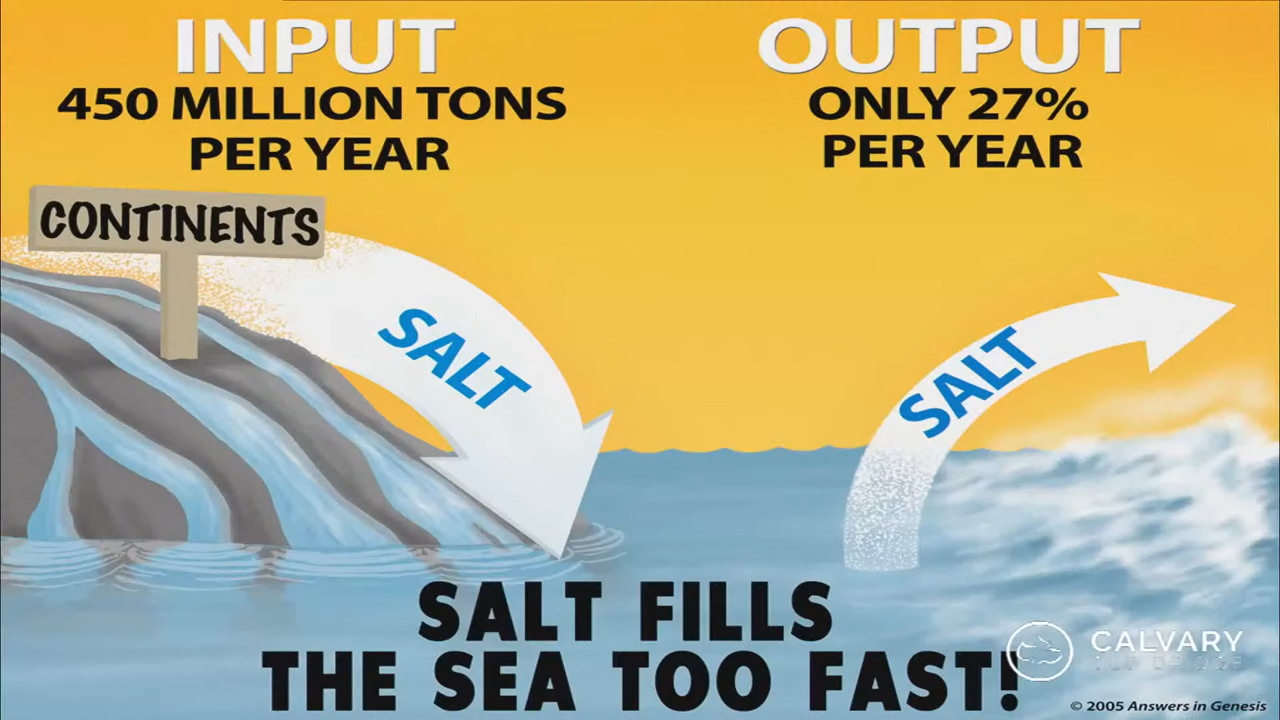 INPUT
450 MILLION TONS
PER YEAR
OUTPUT
ONLY 27%
PER YEAR
CONTINENTS
SALT
SALT
SALT FILLS
THE SEA TOO FAST!
CALVARY
© 2005 Answers in Genesis